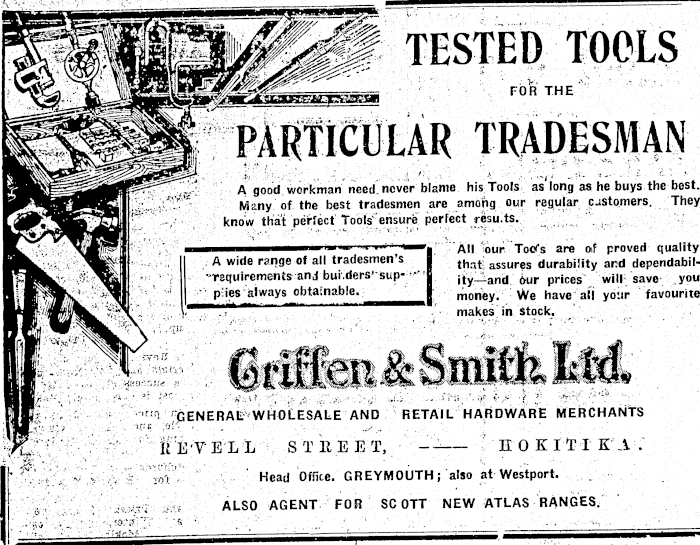 TESTED TOOLS
FOR THE
PARTICULAR TRADESMAN
A good workman need never blame his Tools as long as he buys the best.
Many of the best tradesmen are among our regular customers. They
know that perfect Tools ensure perfect results.
A wide range of all tradesmen's
requirements and builders' sup-
plies always obtainable.
All our Tools are of proved quality
that assures durability and dependabil-
ity—and our prices will save you
money. We have all your favourite
makes in stock.
Griffen & Smith Ltd.
GENERAL WHOLESALE AND RETAIL HARDWARE MERCHANTS
REVELL STREET, —— HOKITIKA.
Head Office. GREYMOUTH; also at Westport.
ALSO AGENT FOR SCOTT NEW ATLAS RANGES.